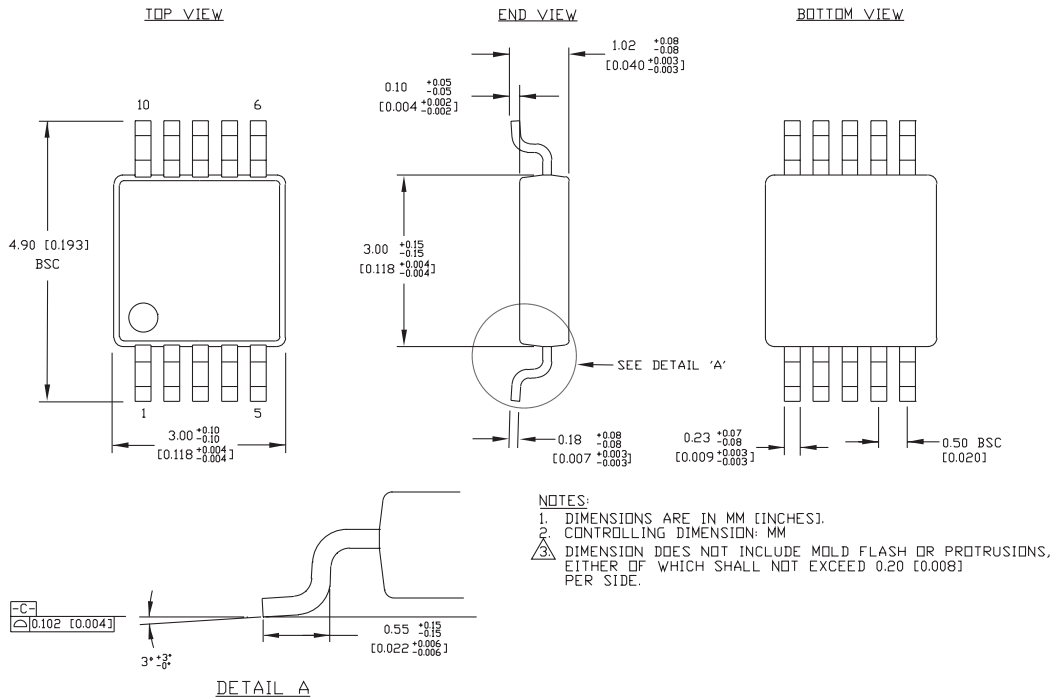 TOP VIEW
END VIEW
BOTTOM VIEW
1.02 +0.08 -0.08
[0.040 +0.003 -0.003]
0.10 +0.05 -0.05
[0.004 +0.002 -0.002]
10 6
4.90 [0.193]
BSC
3.00 +0.15 -0.15
[0.118 +0.004 -0.004]
SEE DETAIL 'A'
1 5
3.00 +0.10 -0.10
[0.118 +0.004 -0.004]
0.18 +0.08 -0.08
[0.007 +0.003 -0.003]
0.23 +0.07 -0.08
[0.009 +0.003 -0.003]
0.50 BSC
[0.020]
NOTES:
1. DIMENSIONS ARE IN MM [INCHES].
2. CONTROLLING DIMENSION: MM
3. DIMENSION DOES NOT INCLUDE MOLD FLASH OR PROTRUSIONS,
EITHER OF WHICH SHALL NOT EXCEED 0.20 [0.008]
PER SIDE.
-C-
0.102 [0.004]
3° +3° -0°
0.55 +0.15 -0.15
[0.022 +0.006 -0.006]
DETAIL A